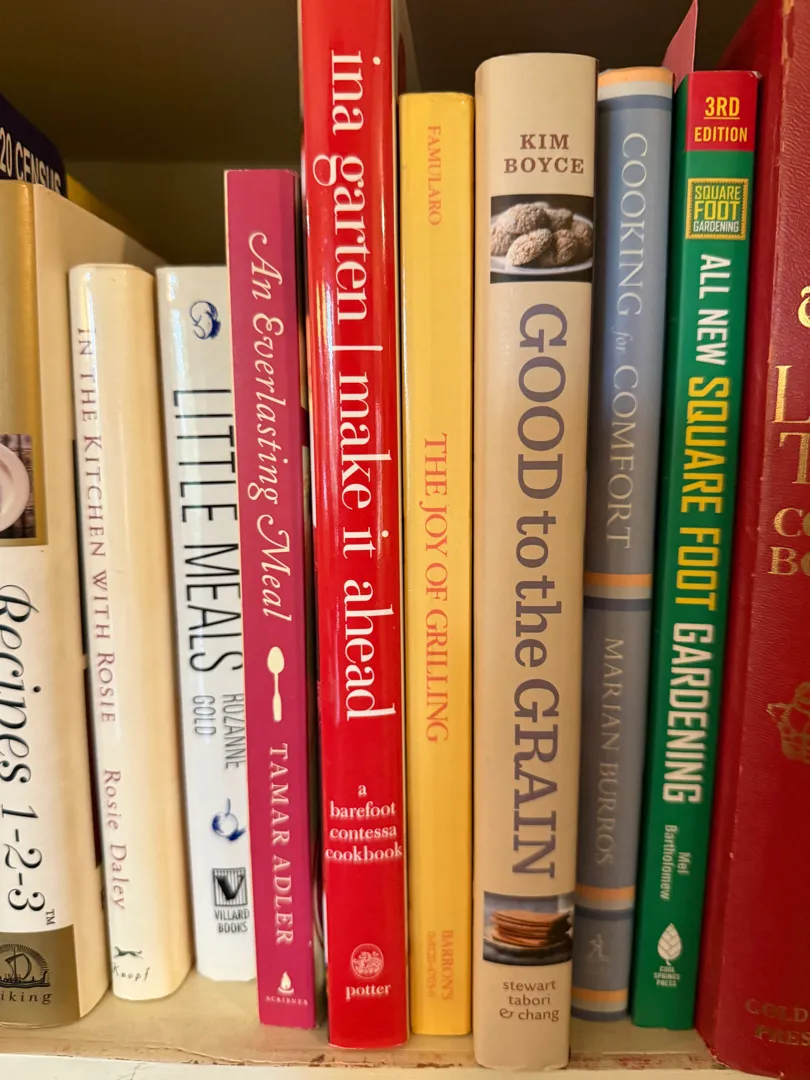 20 CENSUS
Recipes 1-2-3™
Viking
IN THE KITCHEN WITH ROSIE
Rosie Daley
Knopf
LITTLE MEALS
ROZANNE
GOLD
VILLARD
BOOKS
An Everlasting Meal
TAMAR ADLER
SCRIBNER
ina garten | make it ahead
a
barefoot
contessa
cookbook
potter
FAMULARO
THE JOY OF GRILLING
BARRON'S
KIM
BOYCE
GOOD to the GRAIN
stewart
tabori
& chang
COOKING for COMFORT
MARIAN BURROS
3RD
EDITION
SQUARE
FOOT
GARDENING
ALL NEW SQUARE FOOT GARDENING
Mel
Bartholomew
COOL
SPRINGS
PRESS